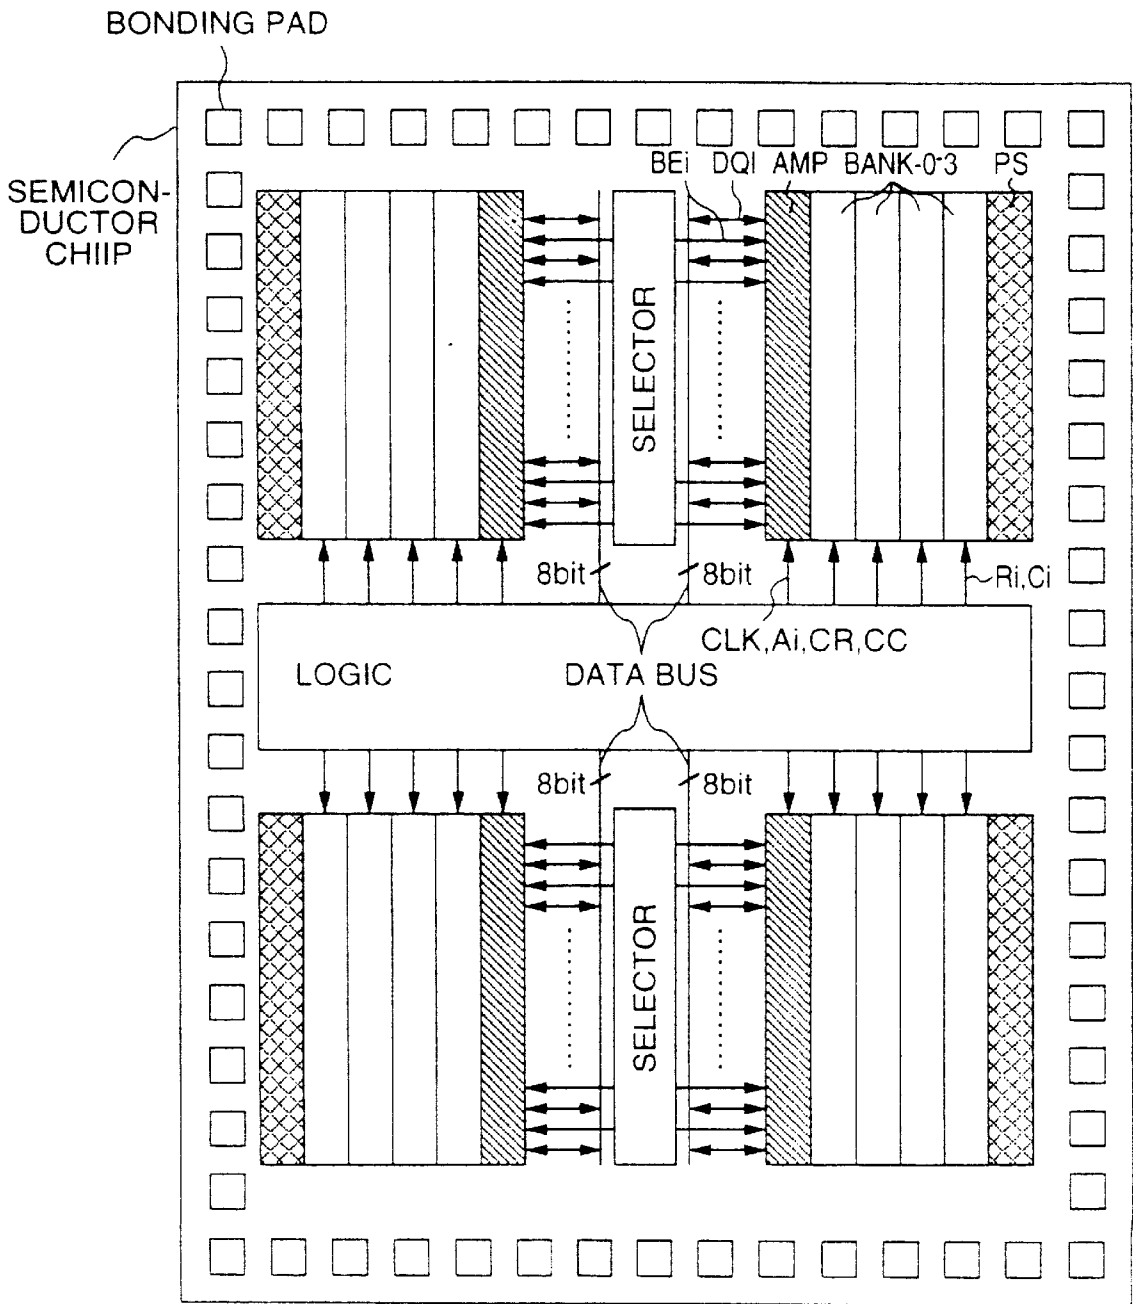 BONDING PAD
SEMICON-
DUCTOR
CHIIP
BEi DQI AMP BANK-0-3 PS
SELECTOR
8bit 8bit
Ri,Ci
CLK,Ai,CR,CC
LOGIC
DATA BUS
8bit 8bit
SELECTOR